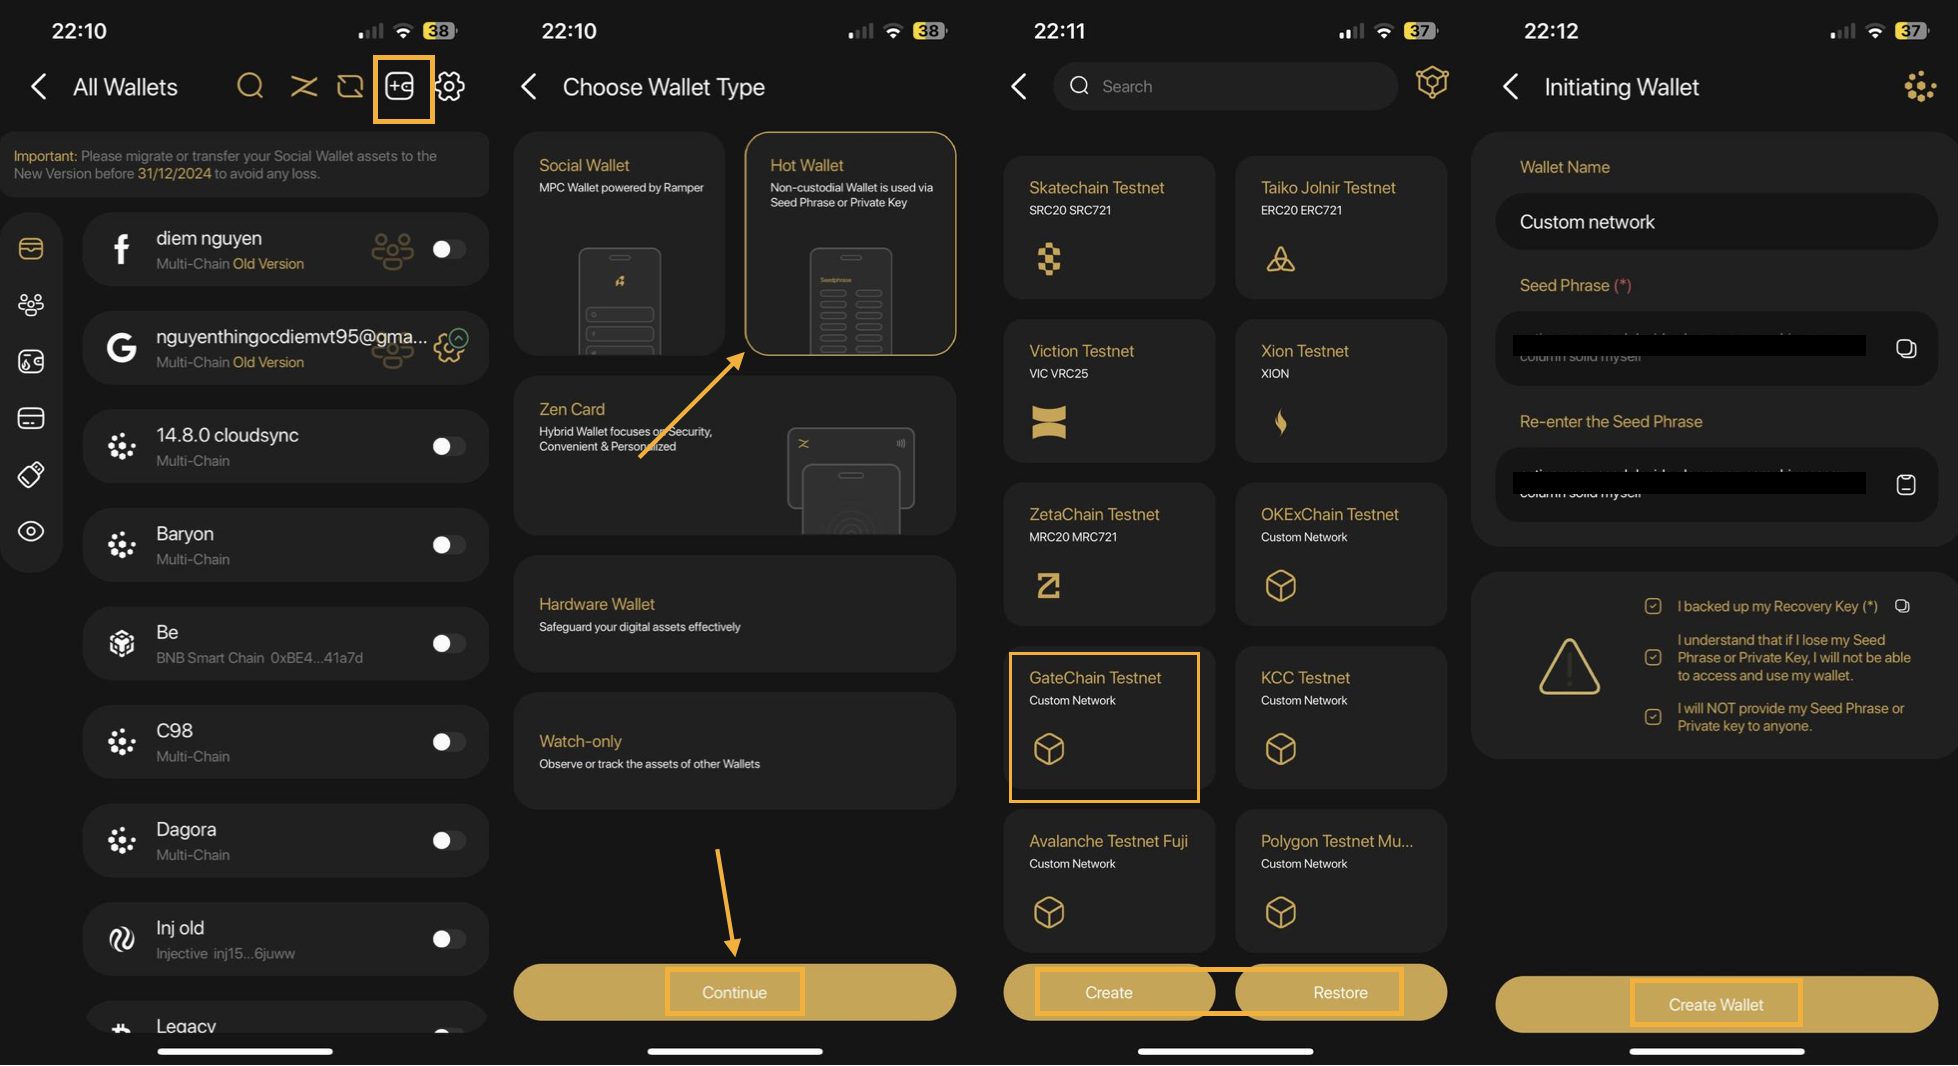 22:10
38
All Wallets
Important: Please migrate or transfer your Social Wallet assets to the
New Version before 31/12/2024 to avoid any loss.
diem nguyen
Multi-Chain Old Version
nguyenthingocdiemvt95@gma...
Multi-Chain Old Version
14.8.0 cloudsync
Multi-Chain
Baryon
Multi-Chain
Be
BNB Smart Chain 0xBE4...41a7d
C98
Multi-Chain
Dagora
Multi-Chain
Inj old
Injective inj15...6juww
Legacy
22:10
38
Choose Wallet Type
Social Wallet
MPC Wallet powered by Ramper
Hot Wallet
Non-custodial Wallet is used via
Seed Phrase or Private Key
Seedphrase
Zen Card
Hybrid Wallet focuses on Security,
Convenient & Personalized
Hardware Wallet
Safeguard your digital assets effectively
Watch-only
Observe or track the assets of other Wallets
Continue
22:11
37
Search
Skatechain Testnet
SRC20 SRC721
Taiko Jolnir Testnet
ERC20 ERC721
Viction Testnet
VIC VRC25
Xion Testnet
XION
ZetaChain Testnet
MRC20 MRC721
OKExChain Testnet
Custom Network
GateChain Testnet
Custom Network
KCC Testnet
Custom Network
Avalanche Testnet Fuji
Custom Network
Polygon Testnet Mu...
Custom Network
Create
Restore
22:12
37
Initiating Wallet
Wallet Name
Custom network
Seed Phrase (*)
column solid myself
Re-enter the Seed Phrase
column solid myself
I backed up my Recovery Key (*)
I understand that if I lose my Seed
Phrase or Private Key, I will not be able
to access and use my wallet.
I will NOT provide my Seed Phrase or
Private key to anyone.
Create Wallet